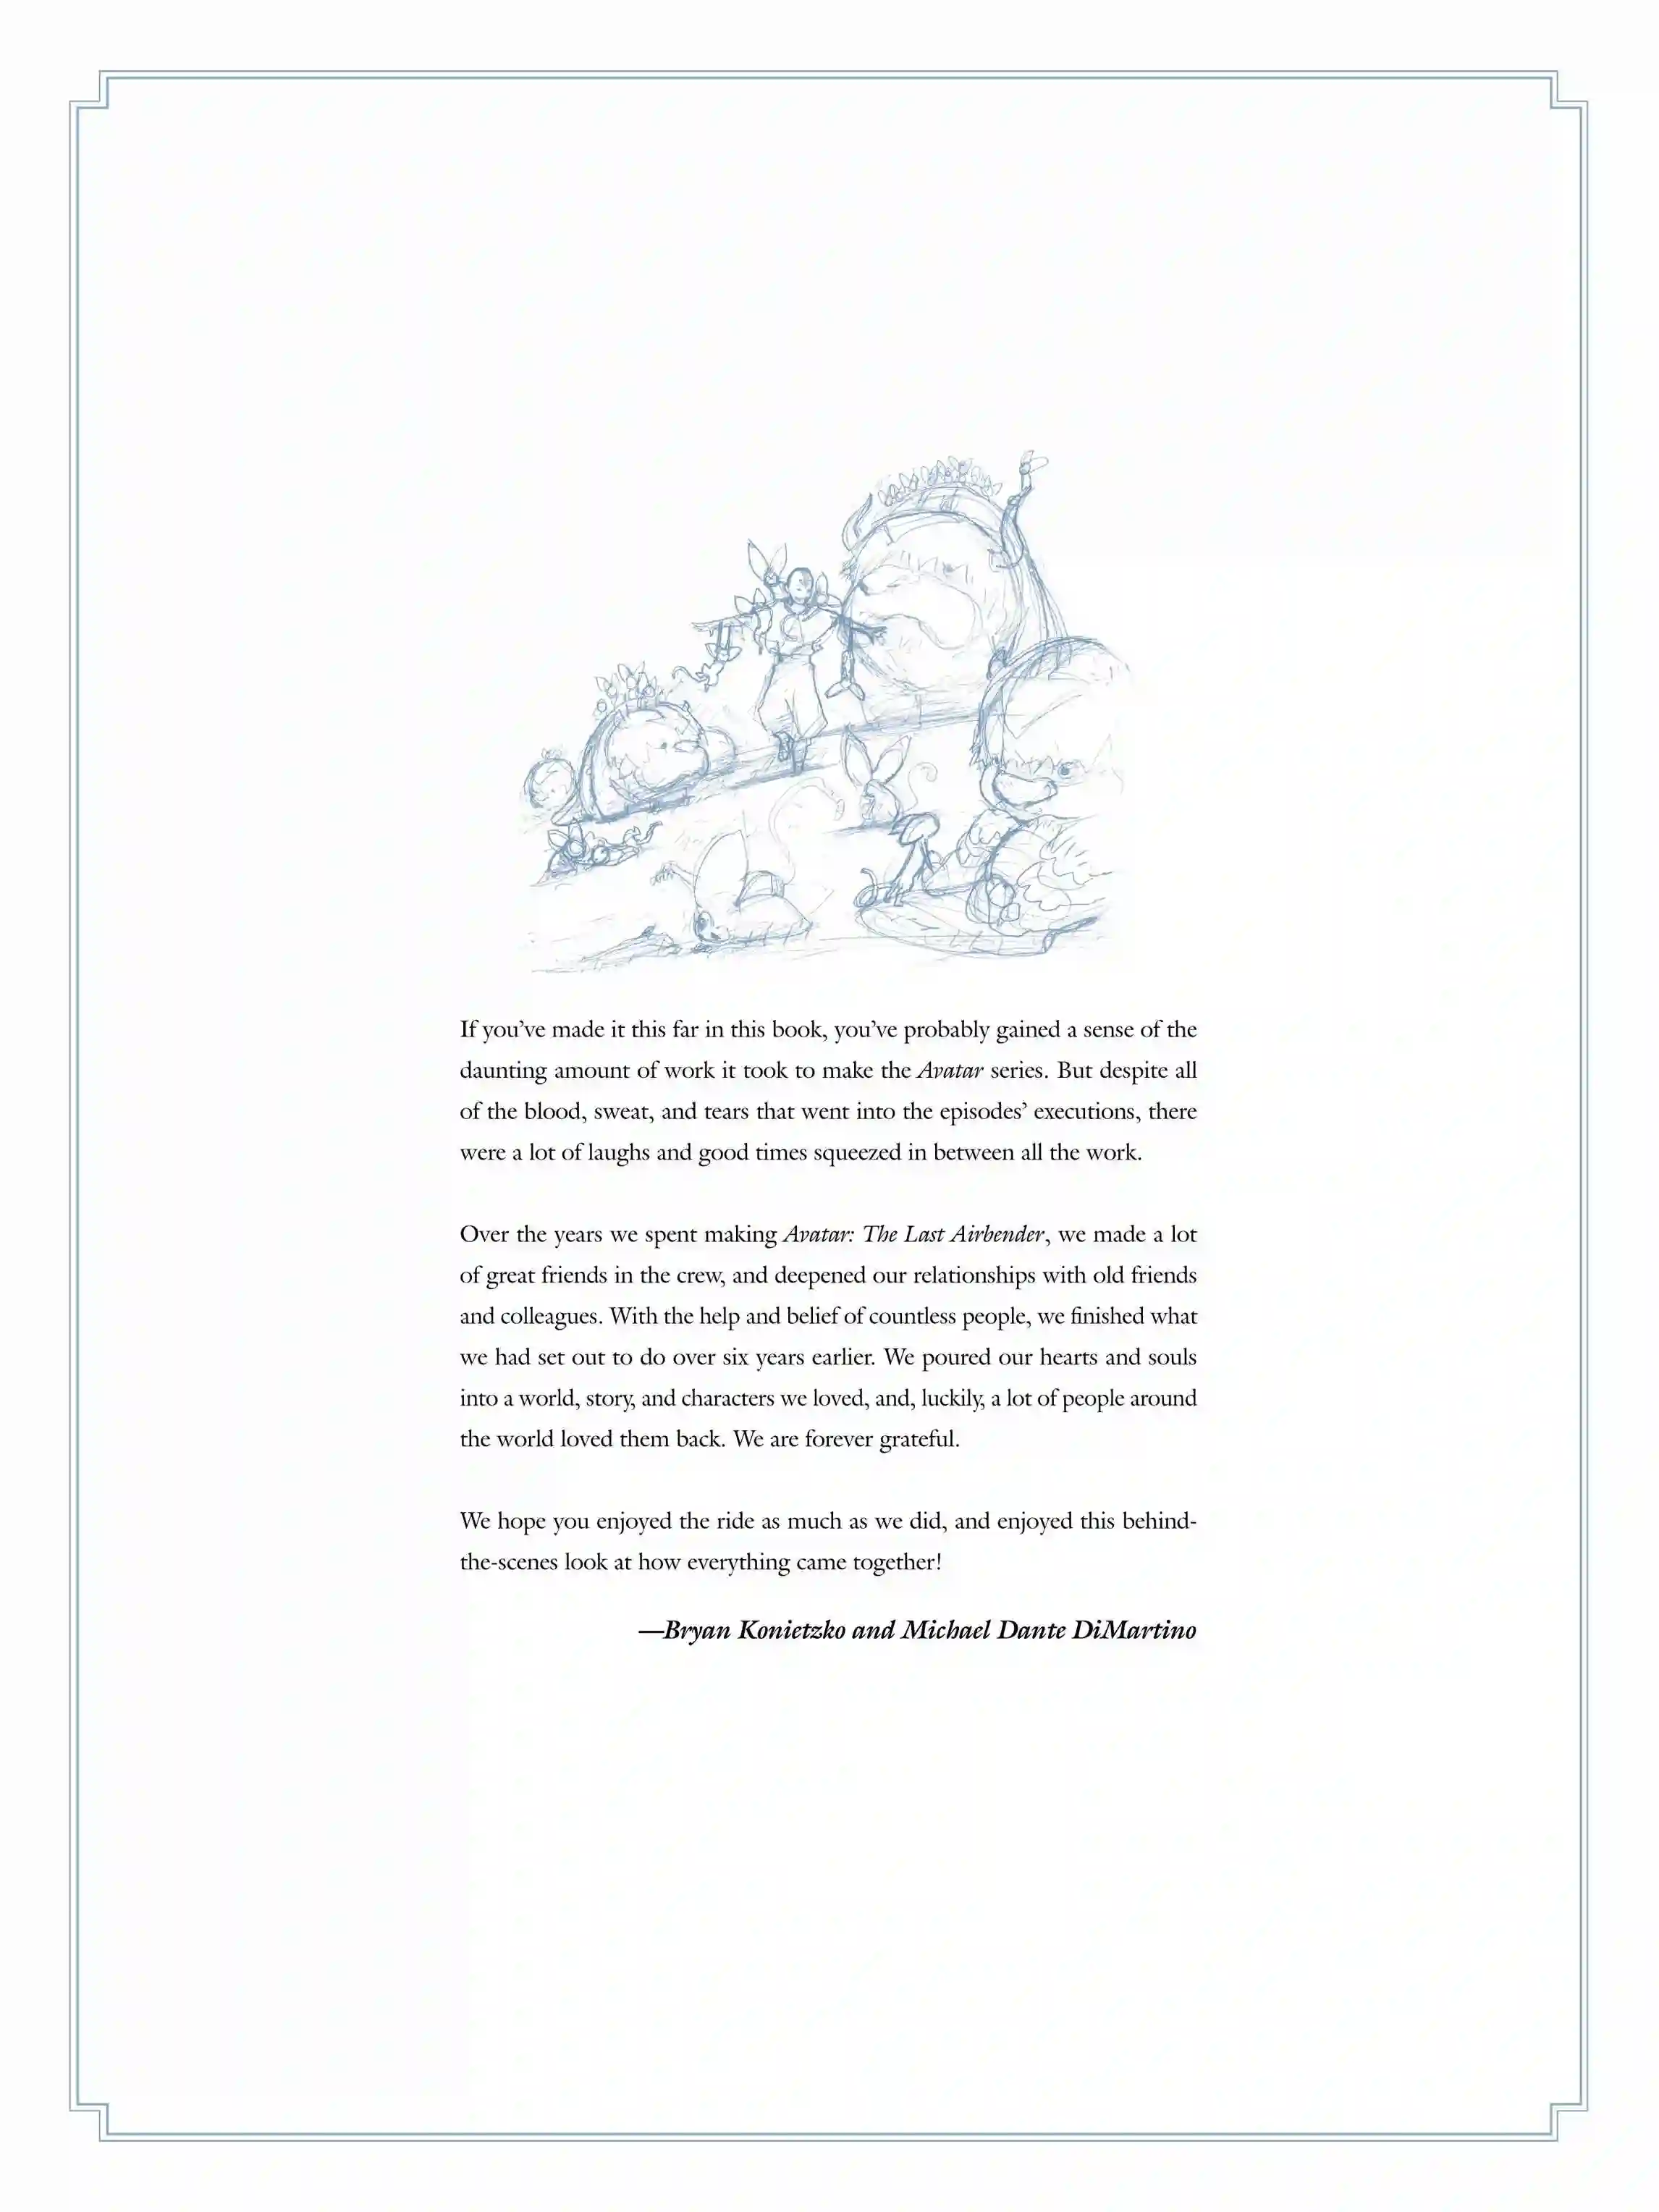 If you’ve made it this far in this book, you’ve probably gained a sense of the
daunting amount of work it took to make the Avatar series. But despite all
of the blood, sweat, and tears that went into the episodes’ executions, there
were a lot of laughs and good times squeezed in between all the work.
Over the years we spent making Avatar: The Last Airbender, we made a lot
of great friends in the crew, and deepened our relationships with old friends
and colleagues. With the help and belief of countless people, we finished what
we had set out to do over six years earlier. We poured our hearts and souls
into a world, story, and characters we loved, and, luckily, a lot of people around
the world loved them back. We are forever grateful.
We hope you enjoyed the ride as much as we did, and enjoyed this behind-
the-scenes look at how everything came together!
—Bryan Konietzko and Michael Dante DiMartino